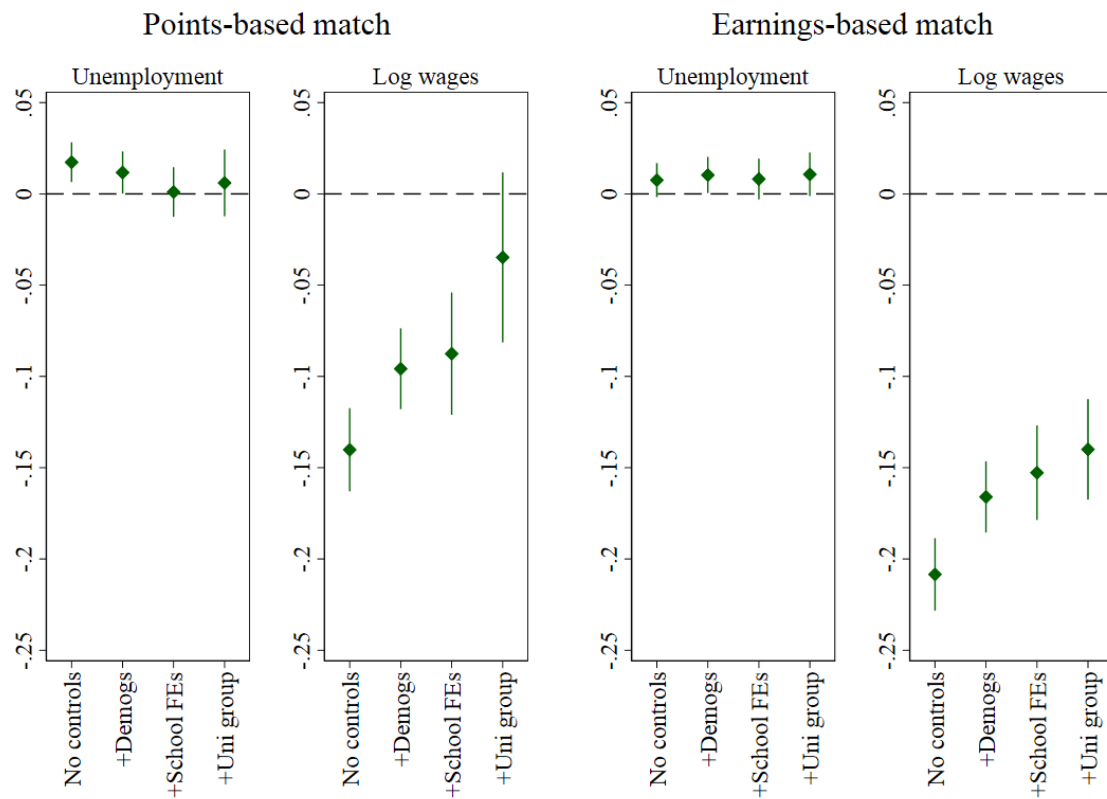 Points-based match
Earnings-based match
Unemployment
Log wages
Unemployment
Log wages
.05
0
-.05
-.1
-.15
-.2
-.25
.05
0
-.05
-.1
-.15
-.2
-.25
.05
0
-.05
-.1
-.15
-.2
-.25
.05
0
-.05
-.1
-.15
-.2
-.25
No controls
+Demogs
+School FEs
+Uni group
No controls
+Demogs
+School FEs
+Uni group
No controls
+Demogs
+School FEs
+Uni group
No controls
+Demogs
+School FEs
+Uni group